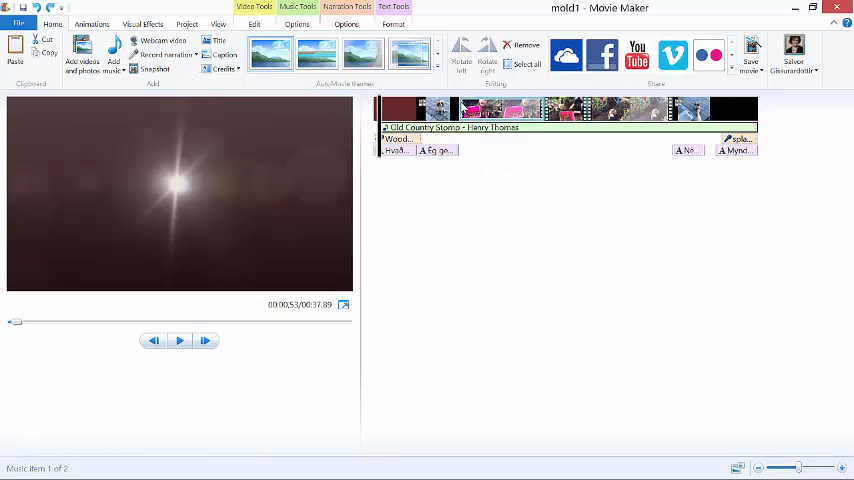 Video Tools Music Tools Narration Tools Text Tools
mold1 - Movie Maker
File Home Animations Visual Effects Project View Edit Options Options Format
Paste
Cut
Copy
Clipboard
Add videos and photos
Add music
Webcam video
Record narration
Snapshot
Title
Caption
Credits
Add
AutoMovie themes
Rotate left
Rotate right
Remove
Select all
Editing
You Tube
Share
Save movie
Salvor Gissurardottir
Old Country Stomp - Henry Thomas
Wood...
spla...
Hvað...
A Ég ge...
A Ne...
A Mynd...
00:00,53/00:37,89
Music item 1 of 2